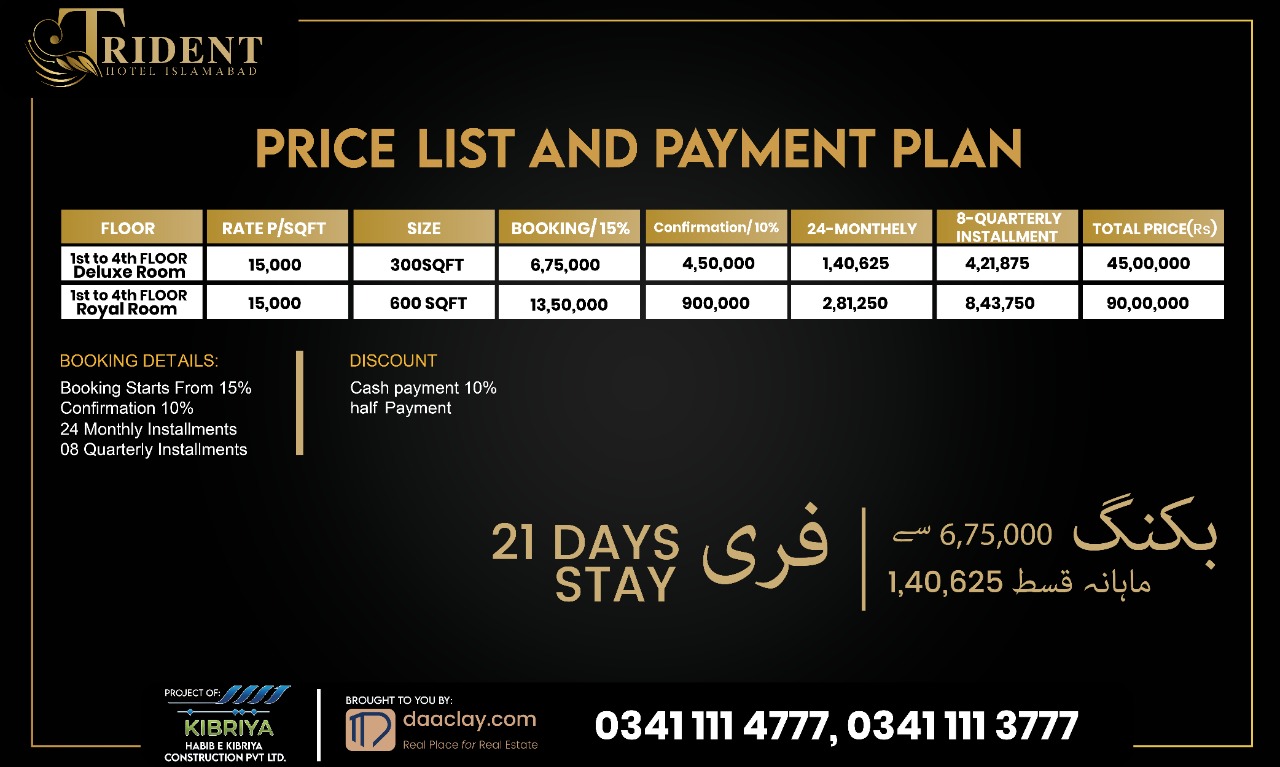 TRIDENT
HOTEL ISLAMABAD
PRICE LIST AND PAYMENT PLAN
FLOOR RATE P/SQFT SIZE BOOKING/ 15% Confirmation/ 10% 24-MONTHELY 8-QUARTERLY INSTALLMENT TOTAL PRICE(Rs)
1st to 4th FLOOR Deluxe Room 15,000 300SQFT 6,75,000 4,50,000 1,40,625 4,21,875 45,00,000
1st to 4th FLOOR Royal Room 15,000 600 SQFT 13,50,000 900,000 2,81,250 8,43,750 90,00,000
BOOKING DETAILS:
Booking Starts From 15%
Confirmation 10%
24 Monthly Installments
08 Quarterly Installments
DISCOUNT
Cash payment 10%
half Payment
21 DAYS
STAY
فری
بکنگ 6,75,000 سے
ماہانہ قسط 1,40,625
PROJECT OF:
KIBRIYA
HABIB E KIBRIYA
CONSTRUCTION PVT LTD.
BROUGHT TO YOU BY:
daaclay.com
Real Place for Real Estate
0341 111 4777, 0341 111 3777